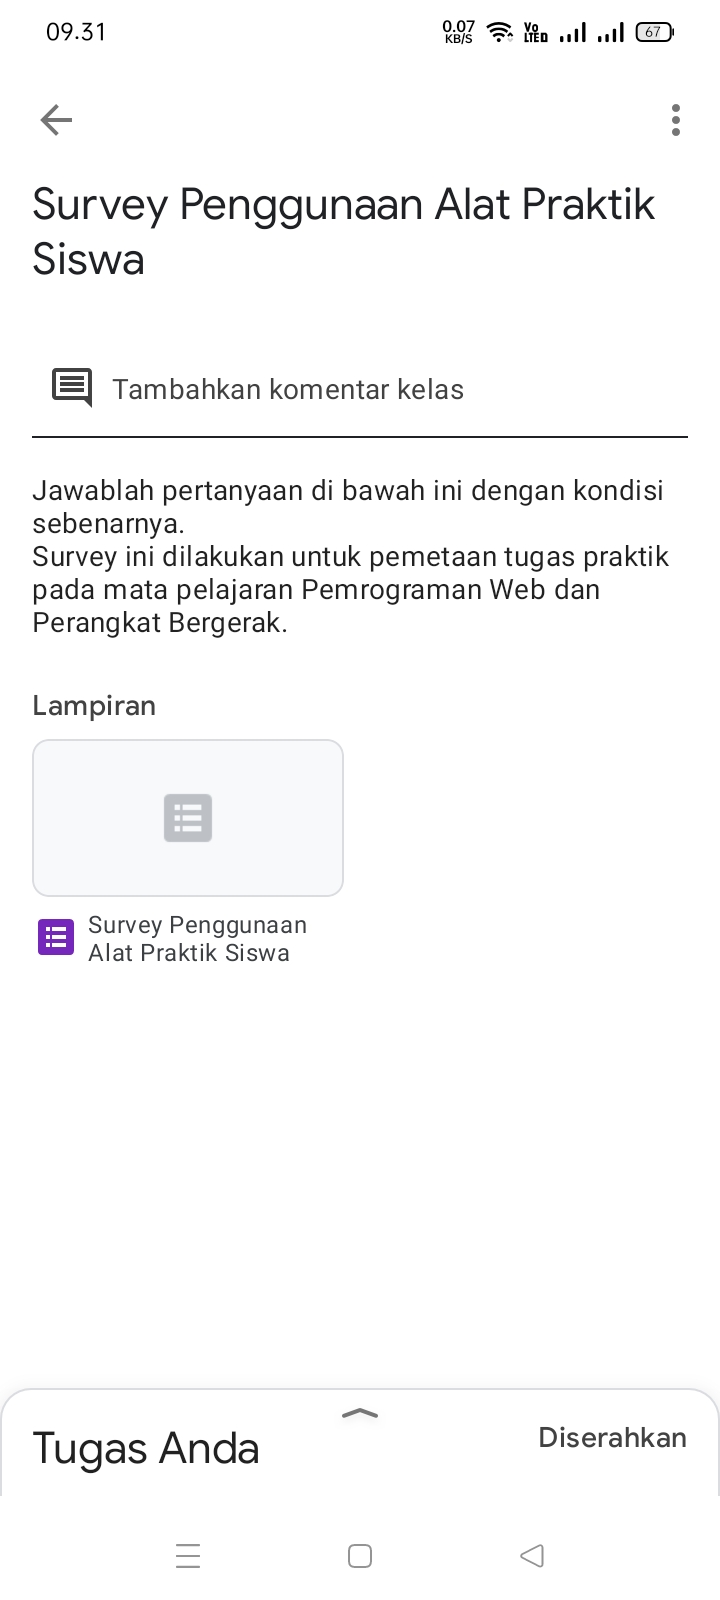 09.31
0.07
KB/S
Vo
LTE
67
Survey Penggunaan Alat Praktik
Siswa
Tambahkan komentar kelas
Jawablah pertanyaan di bawah ini dengan kondisi
sebenarnya.
Survey ini dilakukan untuk pemetaan tugas praktik
pada mata pelajaran Pemrograman Web dan
Perangkat Bergerak.
Lampiran
Survey Penggunaan
Alat Praktik Siswa
Tugas Anda
Diserahkan